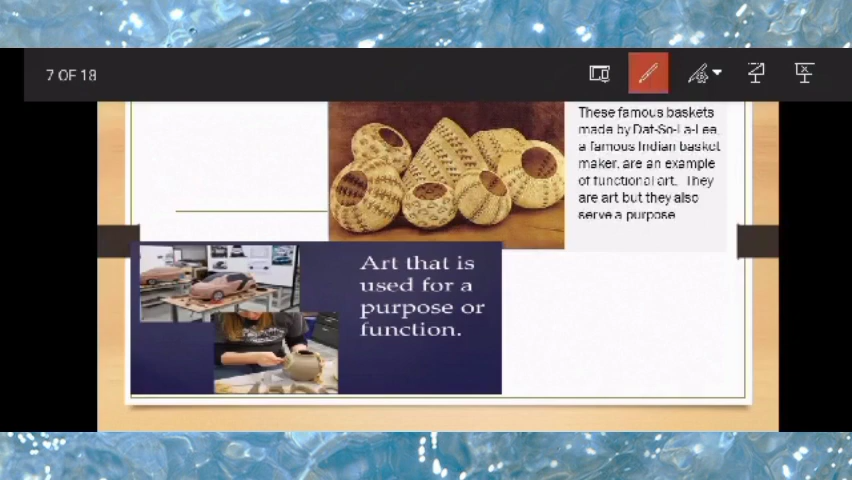 7 OF 18
These famous baskets
made by Dat-So-La-Lee,
a famous Indian basket
maker, are an example
of functional art. They
are art but they also
serve a purpose
Art that is
used for a
purpose or
function.